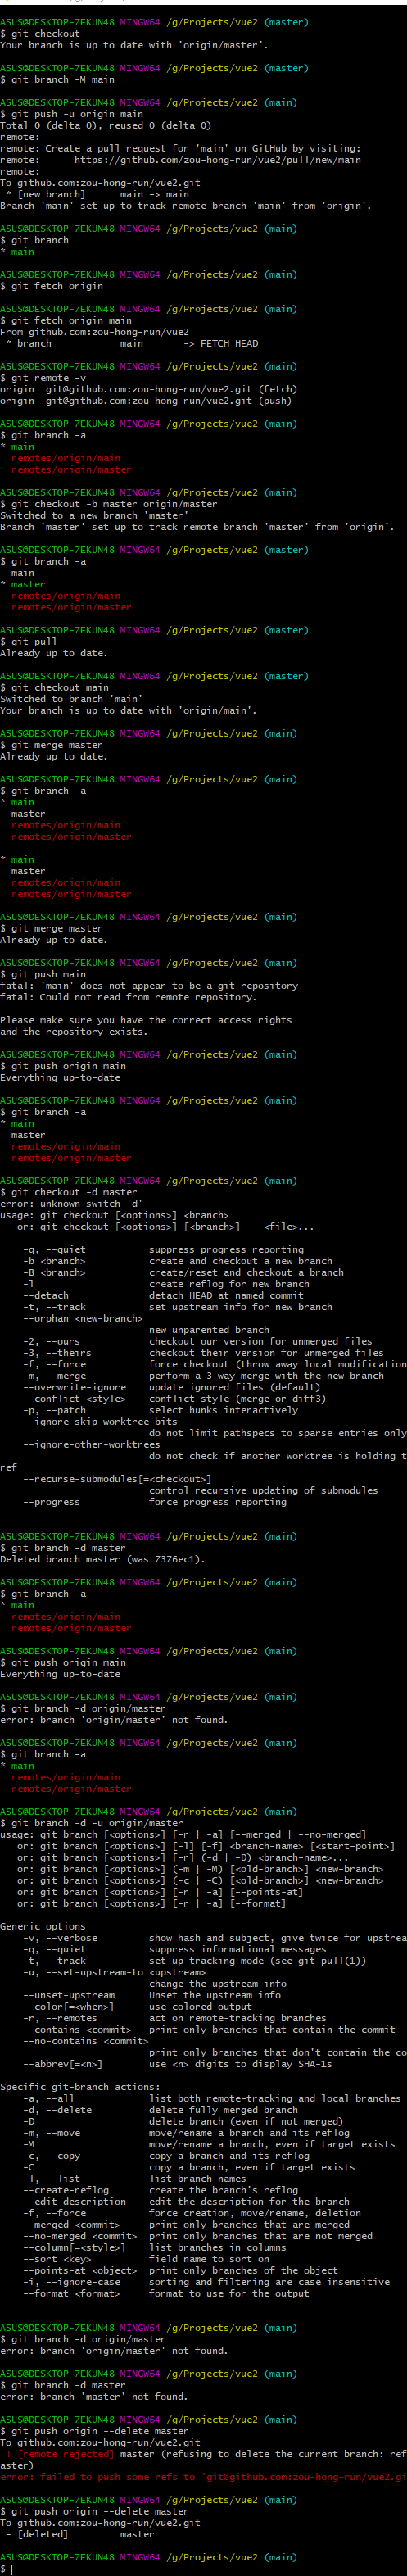 ASUS@DESKTOP-7EKUN48 MINGW64 /g/Projects/vue2 (master)
$ git checkout
Your branch is up to date with 'origin/master'.

ASUS@DESKTOP-7EKUN48 MINGW64 /g/Projects/vue2 (master)
$ git branch -M main

ASUS@DESKTOP-7EKUN48 MINGW64 /g/Projects/vue2 (main)
$ git push -u origin main
Total 0 (delta 0), reused 0 (delta 0)
remote:
remote: Create a pull request for 'main' on GitHub by visiting:
remote:      https://github.com/zou-hong-run/vue2/pull/new/main
remote:
To github.com:zou-hong-run/vue2.git
 * [new branch]      main -> main
Branch 'main' set up to track remote branch 'main' from 'origin'.

ASUS@DESKTOP-7EKUN48 MINGW64 /g/Projects/vue2 (main)
$ git branch
* main

ASUS@DESKTOP-7EKUN48 MINGW64 /g/Projects/vue2 (main)
$ git fetch origin

ASUS@DESKTOP-7EKUN48 MINGW64 /g/Projects/vue2 (main)
$ git fetch origin main
From github.com:zou-hong-run/vue2
 * branch            main       -> FETCH_HEAD

ASUS@DESKTOP-7EKUN48 MINGW64 /g/Projects/vue2 (main)
$ git remote -v
origin  git@github.com:zou-hong-run/vue2.git (fetch)
origin  git@github.com:zou-hong-run/vue2.git (push)

ASUS@DESKTOP-7EKUN48 MINGW64 /g/Projects/vue2 (main)
$ git branch -a
* main
  remotes/origin/main
  remotes/origin/master

ASUS@DESKTOP-7EKUN48 MINGW64 /g/Projects/vue2 (main)
$ git checkout -b master origin/master
Switched to a new branch 'master'
Branch 'master' set up to track remote branch 'master' from 'origin'.

ASUS@DESKTOP-7EKUN48 MINGW64 /g/Projects/vue2 (master)
$ git branch -a
  main
* master
  remotes/origin/main
  remotes/origin/master

ASUS@DESKTOP-7EKUN48 MINGW64 /g/Projects/vue2 (master)
$ git pull
Already up to date.

ASUS@DESKTOP-7EKUN48 MINGW64 /g/Projects/vue2 (master)
$ git checkout main
Switched to branch 'main'
Your branch is up to date with 'origin/main'.

ASUS@DESKTOP-7EKUN48 MINGW64 /g/Projects/vue2 (main)
$ git merge master
Already up to date.

ASUS@DESKTOP-7EKUN48 MINGW64 /g/Projects/vue2 (main)
$ git branch -a
* main
  master
  remotes/origin/main
  remotes/origin/master

* main
  master
  remotes/origin/main
  remotes/origin/master

ASUS@DESKTOP-7EKUN48 MINGW64 /g/Projects/vue2 (main)
$ git merge master
Already up to date.

ASUS@DESKTOP-7EKUN48 MINGW64 /g/Projects/vue2 (main)
$ git push main
fatal: 'main' does not appear to be a git repository
fatal: Could not read from remote repository.

Please make sure you have the correct access rights
and the repository exists.

ASUS@DESKTOP-7EKUN48 MINGW64 /g/Projects/vue2 (main)
$ git push origin main
Everything up-to-date

ASUS@DESKTOP-7EKUN48 MINGW64 /g/Projects/vue2 (main)
$ git branch -a
* main
  master
  remotes/origin/main
  remotes/origin/master

ASUS@DESKTOP-7EKUN48 MINGW64 /g/Projects/vue2 (main)
$ git checkout -d master
error: unknown switch `d'
usage: git checkout [<options>] <branch>
   or: git checkout [<options>] [<branch>] -- <file>...

    -q, --quiet           suppress progress reporting
    -b <branch>           create and checkout a new branch
    -B <branch>           create/reset and checkout a branch
    -l                    create reflog for new branch
    --detach              detach HEAD at named commit
    -t, --track           set upstream info for new branch
    --orphan <new-branch>
                          new unparented branch
    -2, --ours            checkout our version for unmerged files
    -3, --theirs          checkout their version for unmerged files
    -f, --force           force checkout (throw away local modification
    -m, --merge           perform a 3-way merge with the new branch
    --overwrite-ignore    update ignored files (default)
    --conflict <style>    conflict style (merge or diff3)
    -p, --patch           select hunks interactively
    --ignore-skip-worktree-bits
                          do not limit pathspecs to sparse entries only
    --ignore-other-worktrees
                          do not check if another worktree is holding t
ref
    --recurse-submodules[=<checkout>]
                          control recursive updating of submodules
    --progress            force progress reporting

ASUS@DESKTOP-7EKUN48 MINGW64 /g/Projects/vue2 (main)
$ git branch -d master
Deleted branch master (was 7376ec1).

ASUS@DESKTOP-7EKUN48 MINGW64 /g/Projects/vue2 (main)
$ git branch -a
* main
  remotes/origin/main
  remotes/origin/master

ASUS@DESKTOP-7EKUN48 MINGW64 /g/Projects/vue2 (main)
$ git push origin main
Everything up-to-date

ASUS@DESKTOP-7EKUN48 MINGW64 /g/Projects/vue2 (main)
$ git branch -d origin/master
error: branch 'origin/master' not found.

ASUS@DESKTOP-7EKUN48 MINGW64 /g/Projects/vue2 (main)
$ git branch -a
* main
  remotes/origin/main
  remotes/origin/master

ASUS@DESKTOP-7EKUN48 MINGW64 /g/Projects/vue2 (main)
$ git branch -d -u origin/master
usage: git branch [<options>] [-r | -a] [--merged | --no-merged]
   or: git branch [<options>] [-l] [-f] <branch-name> [<start-point>]
   or: git branch [<options>] [-r] (-d | -D) <branch-name>...
   or: git branch [<options>] (-m | -M) [<old-branch>] <new-branch>
   or: git branch [<options>] (-c | -C) [<old-branch>] <new-branch>
   or: git branch [<options>] [-r | -a] [--points-at]
   or: git branch [<options>] [-r | -a] [--format]

Generic options
    -v, --verbose         show hash and subject, give twice for upstrea
    -q, --quiet           suppress informational messages
    -t, --track           set up tracking mode (see git-pull(1))
    -u, --set-upstream-to <upstream>
                          change the upstream info
    --unset-upstream      Unset the upstream info
    --color[=<when>]      use colored output
    -r, --remotes         act on remote-tracking branches
    --contains <commit>   print only branches that contain the commit
    --no-contains <commit>
                          print only branches that don't contain the co
    --abbrev[=<n>]        use <n> digits to display SHA-1s

Specific git-branch actions:
    -a, --all             list both remote-tracking and local branches
    -d, --delete          delete fully merged branch
    -D                    delete branch (even if not merged)
    -m, --move            move/rename a branch and its reflog
    -M                    move/rename a branch, even if target exists
    -c, --copy            copy a branch and its reflog
    -C                    copy a branch, even if target exists
    -l, --list            list branch names
    --create-reflog       create the branch's reflog
    --edit-description    edit the description for the branch
    -f, --force           force creation, move/rename, deletion
    --merged <commit>     print only branches that are merged
    --no-merged <commit>  print only branches that are not merged
    --column[=<style>]    list branches in columns
    --sort <key>          field name to sort on
    --points-at <object>  print only branches of the object
    -i, --ignore-case     sorting and filtering are case insensitive
    --format <format>     format to use for the output

ASUS@DESKTOP-7EKUN48 MINGW64 /g/Projects/vue2 (main)
$ git branch -d origin/master
error: branch 'origin/master' not found.

ASUS@DESKTOP-7EKUN48 MINGW64 /g/Projects/vue2 (main)
$ git branch -d master
error: branch 'master' not found.

ASUS@DESKTOP-7EKUN48 MINGW64 /g/Projects/vue2 (main)
$ git push origin --delete master
To github.com:zou-hong-run/vue2.git
 ! [remote rejected] master (refusing to delete the current branch: ref
aster)
error: failed to push some refs to 'git@github.com:zou-hong-run/vue2.gi

ASUS@DESKTOP-7EKUN48 MINGW64 /g/Projects/vue2 (main)
$ git push origin --delete master
To github.com:zou-hong-run/vue2.git
 - [deleted]         master

ASUS@DESKTOP-7EKUN48 MINGW64 /g/Projects/vue2 (main)
$